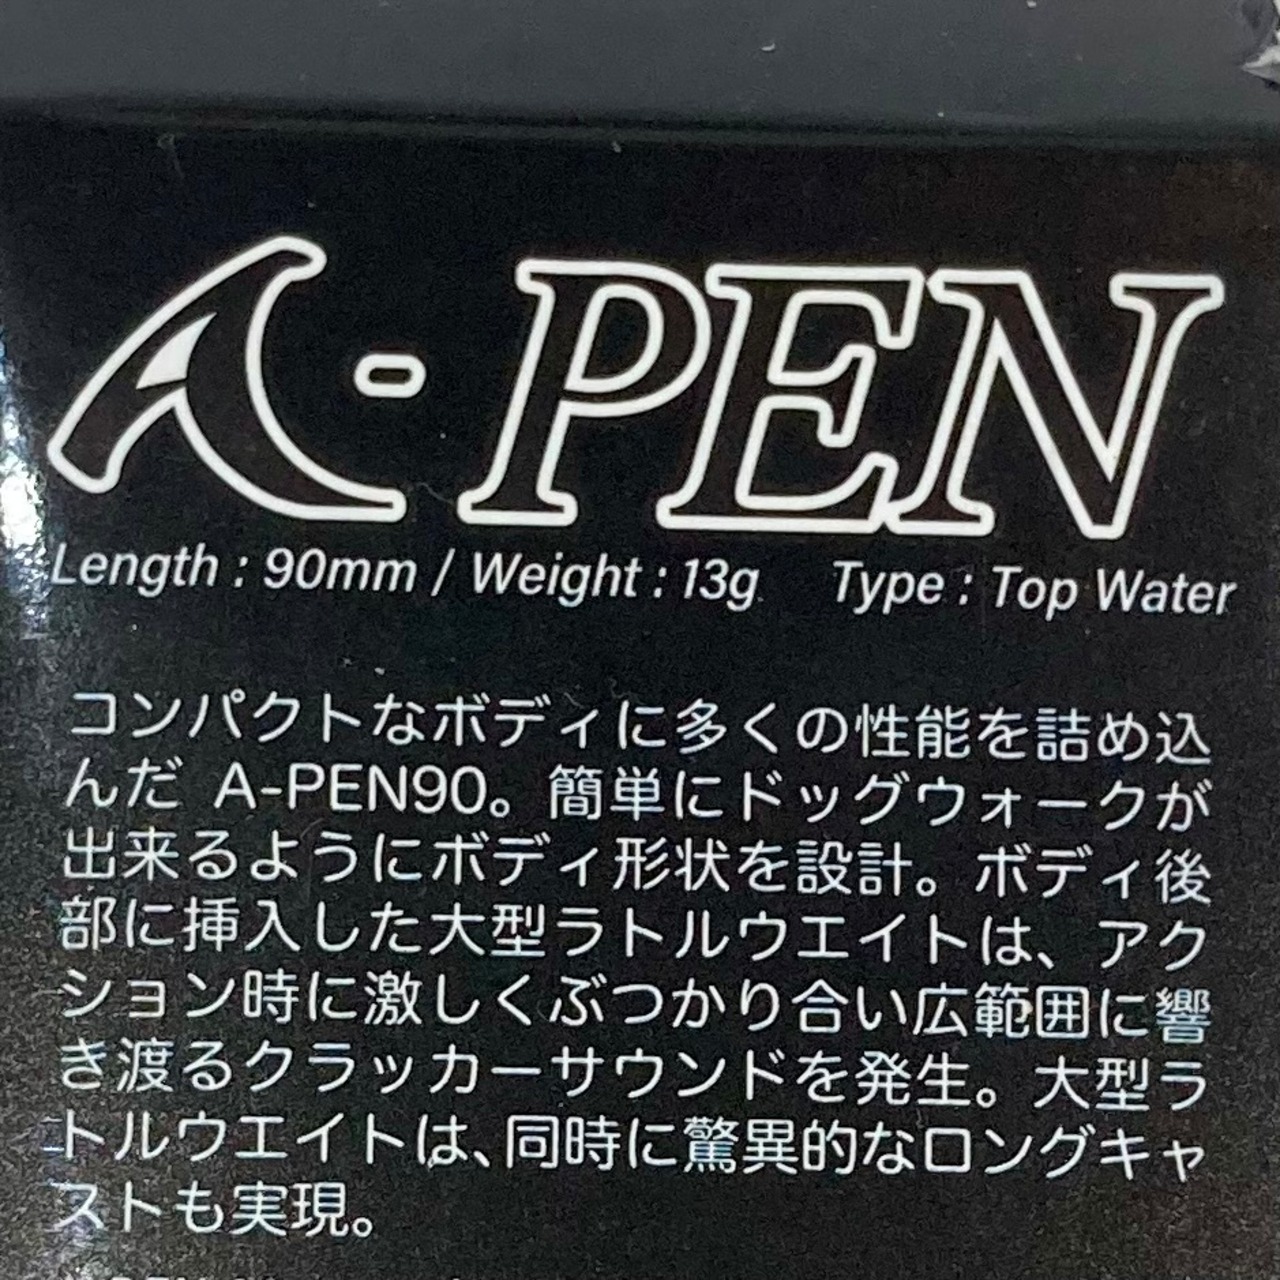 A-PEN
Length : 90mm / Weight : 13g Type : Top Water
コンパクトなボディに多くの性能を詰め込
んだ A-PEN90。簡単にドッグウォークが
出来るようにボディ形状を設計。ボディ後
部に挿入した大型ラトルウエイトは、アク
ション時に激しくぶつかり合い広範囲に響
き渡るクラッカーサウンドを発生。大型ラ
トルウエイトは、同時に驚異的なロングキャ
ストも実現。